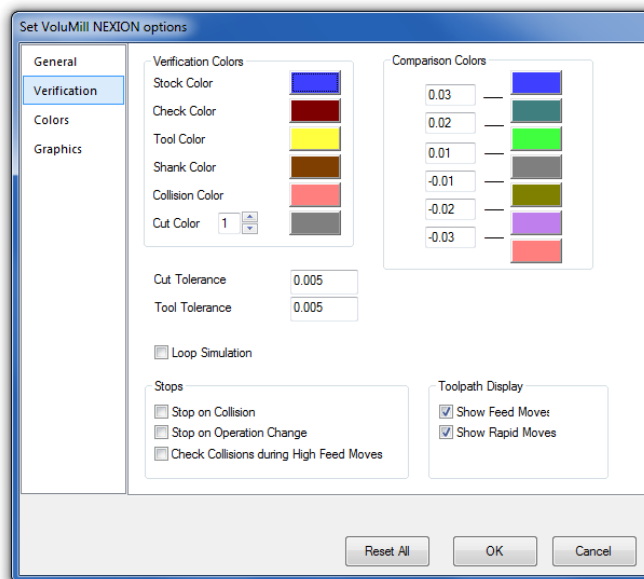 Set VoluMill NEXION options
General
Verification
Colors
Graphics
Verification Colors
Stock Color
Check Color
Tool Color
Shank Color
Collision Color
Cut Color 1
Comparison Colors
0.03
0.02
0.01
-0.01
-0.02
-0.03
Cut Tolerance 0.005
Tool Tolerance 0.005
Loop Simulation
Stops
Stop on Collision
Stop on Operation Change
Check Collisions during High Feed Moves
Toolpath Display
Show Feed Moves
Show Rapid Moves
Reset All OK Cancel